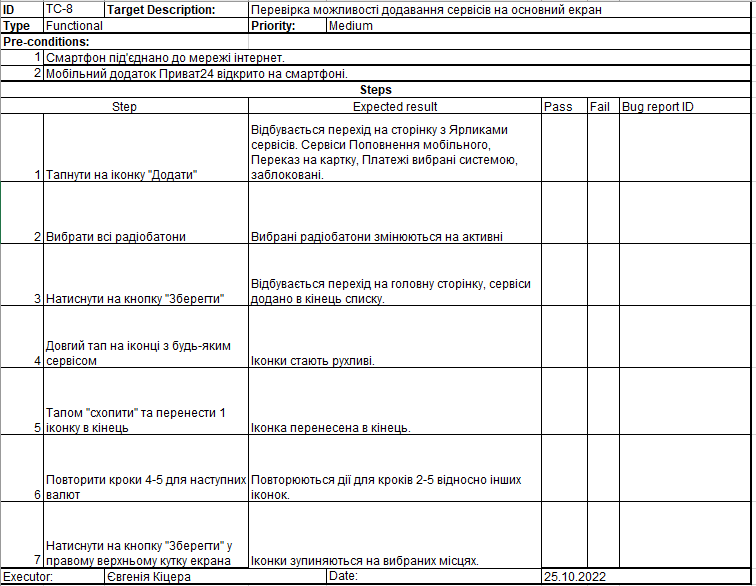 ID TC-8 Target Description: Перевірка можливості додавання сервісів на основний екран
Type Functional Priority: Medium
Pre-conditions:
1 Смартфон під'єднано до мережі інтернет.
2 Мобільний додаток Приват24 відкрито на смартфоні.
Steps
Step Expected result Pass Fail Bug report ID
Відбувається перехід на сторінку з Ярликами
сервісів. Сервіси Поповнення мобільного,
Переказ на картку, Платежі вибрані системою,
1 Тапнути на іконку "Додати" заблоковані.
2 Вибрати всі радіобатони Вибрані радіобатони змінюються на активні
Відбувається перехід на головну сторінку, сервіси
3 Натиснути на кнопку "Зберегти" додано в кінець списку.
Довгий тап на іконці з будь-яким
4 сервісом Іконки стають рухливі.
Тапом "схопити" та перенести 1
5 іконку в кінець Іконка перенесена в кінець.
Повторити кроки 4-5 для наступних Повторюються дії для кроків 2-5 відносно інших
6 валют іконок.
Натиснути на кнопку "Зберегти" у
7 правому верхньому кутку екрана Іконки зупиняються на вибраних місцях.
Executor: Євгенія Кіцера Date: 25.10.2022